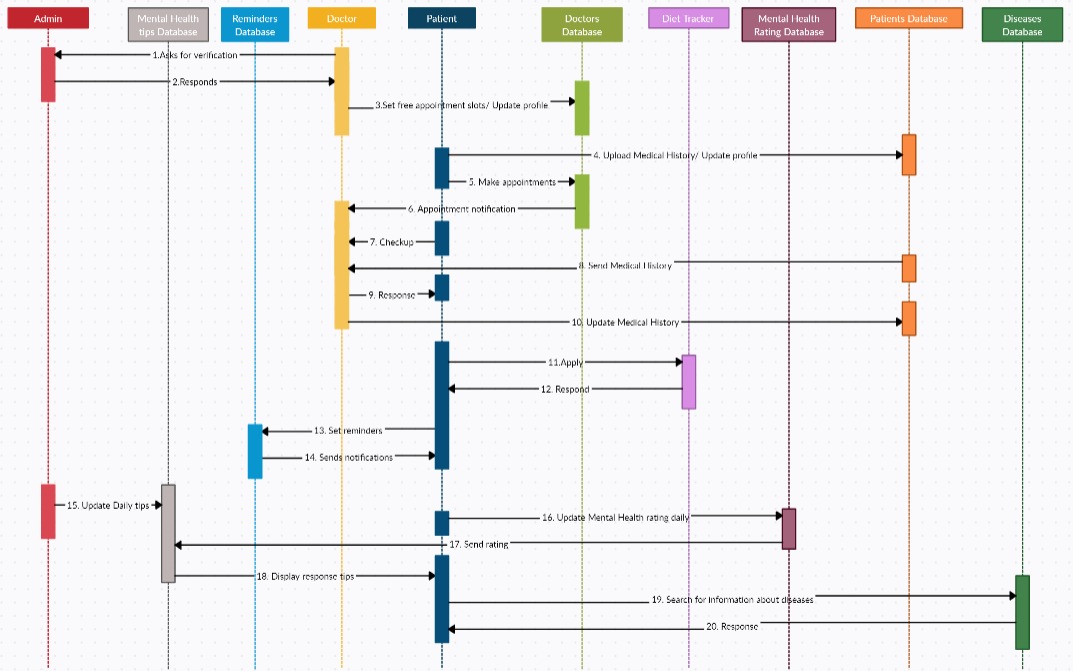 Admin
Mental Health
tips Database
Reminders
Database
Doctor
Patient
Doctors
Database
Diet Tracker
Mental Health
Rating Database
Patients Database
Diseases
Database
1.Asks for verification
2.Responds
3.Set free appointment slots/ Update profile
4. Upload Medical History/ Update profile
5. Make appointments
6. Appointment notification
7. Checkup
8. Send Medical History
9. Response
10. Update Medical History
11.Apply
12. Respond
13. Set reminders
14. Sends notifications
15. Update Daily tips
16. Update Mental Health rating daily
17. Send rating
18. Display response tips
19. Search for information about diseases
20. Response